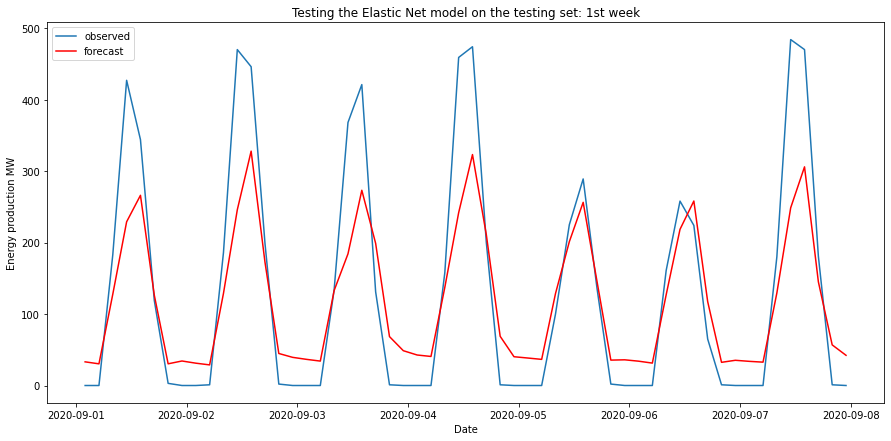 Testing the Elastic Net model on the testing set: 1st week
observed
forecast
500
400
300
200
100
0
Energy production MW
2020-09-01 2020-09-02 2020-09-03 2020-09-04 2020-09-05 2020-09-06 2020-09-07 2020-09-08
Date